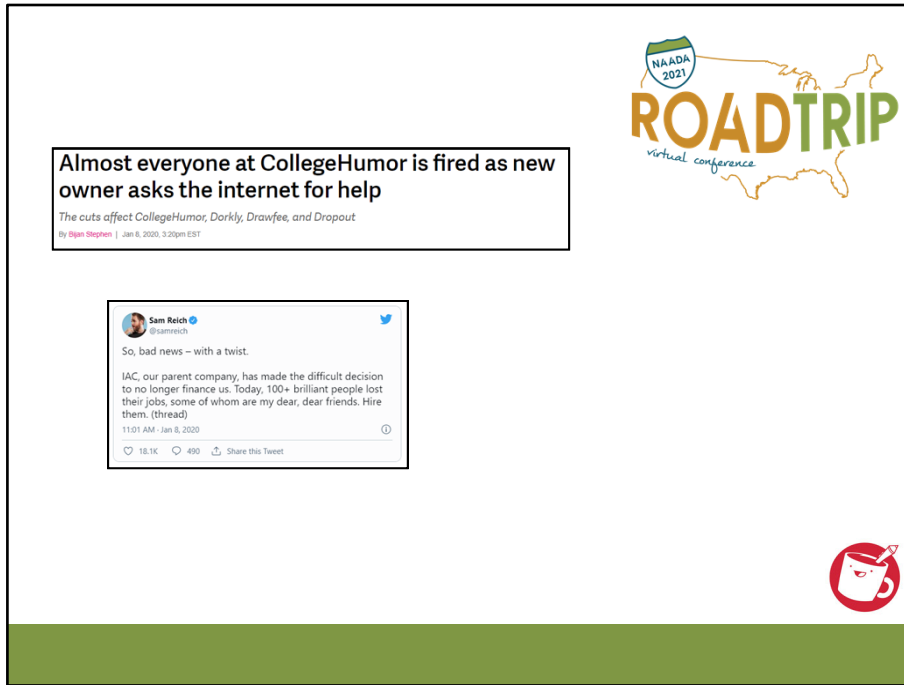 NAADA
2021
ROADTRIP
virtual conference
Almost everyone at CollegeHumor is fired as new
owner asks the internet for help
The cuts affect CollegeHumor, Dorkly, Drawfee, and Dropout
By Bijan Stephen | Jan 8, 2020, 3:20pm EST
Sam Reich
@samreich
So, bad news – with a twist.
IAC, our parent company, has made the difficult decision
to no longer finance us. Today, 100+ brilliant people lost
their jobs, some of whom are my dear, dear friends. Hire
them. (thread)
11:01 AM · Jan 8, 2020
18.1K 490 Share this Tweet